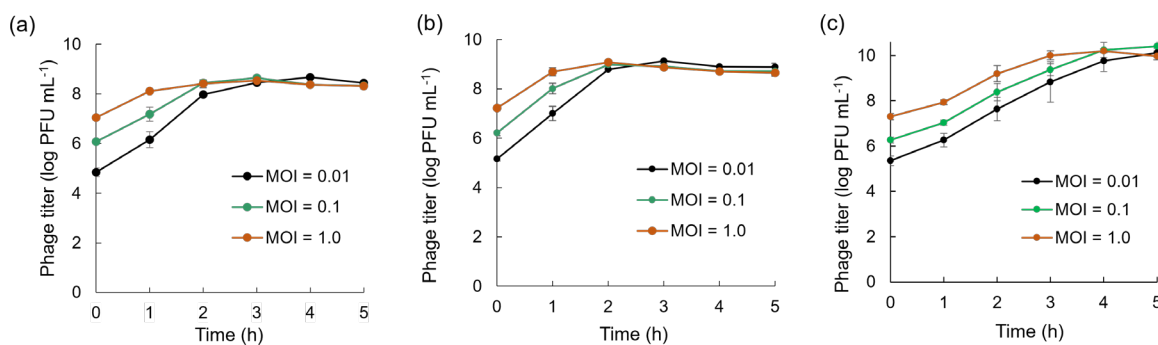 (a)
Phage titer (log PFU mL-1)
10
8
6
4
2
0
0 1 2 3 4 5
Time (h)
MOI = 0.01
MOI = 0.1
MOI = 1.0
(b)
Phage titer (log PFU mL-1)
10
8
6
4
2
0
0 1 2 3 4 5
Time (h)
MOI = 0.01
MOI = 0.1
MOI = 1.0
(c)
Phage titer (log PFU mL-1)
10
8
6
4
2
0
0 1 2 3 4 5
Time (h)
MOI = 0.01
MOI = 0.1
MOI = 1.0